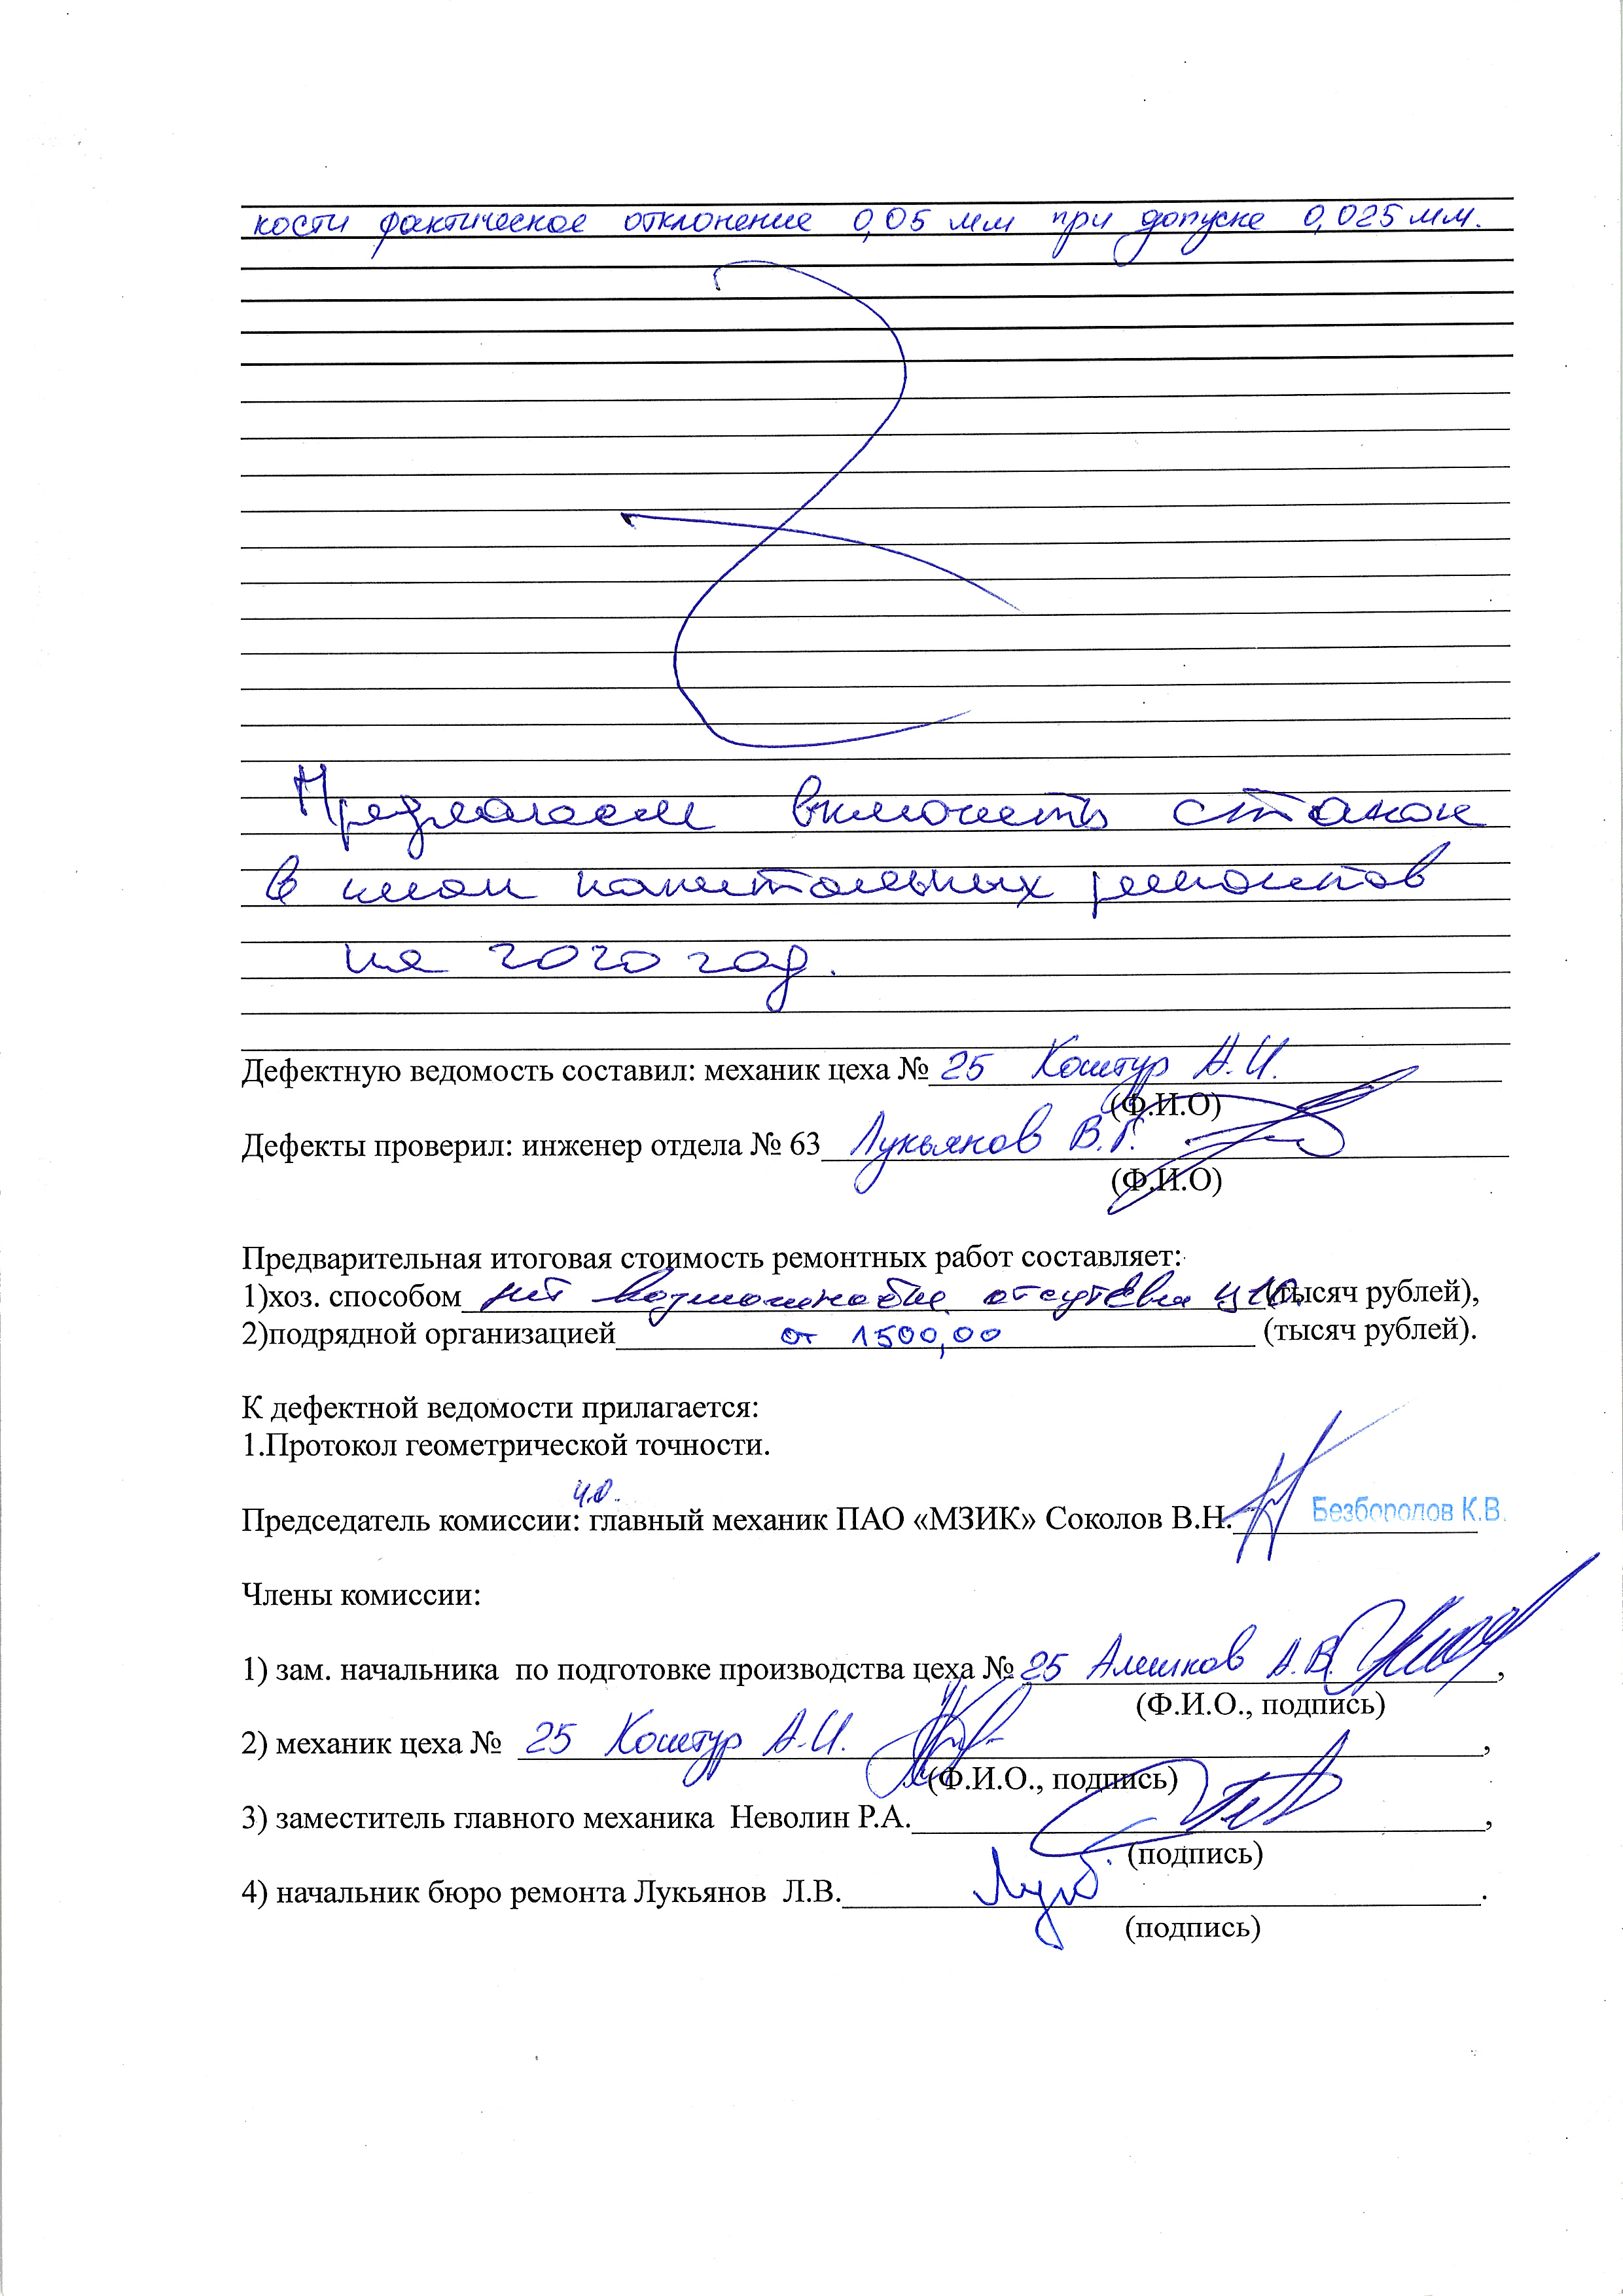 кости фактическое отклонение 0,05 мм при допуске 0,025 мм.
Предлагаем включить станок
в план капитальных ремонтов
на 2020 год.
Дефектную ведомость составил: механик цеха № 25 Коштур А.И.
(Ф.И.О)
Дефекты проверил: инженер отдела № 63 Лукьянов В.Г.
(Ф.И.О)
Предварительная итоговая стоимость ремонтных работ составляет:
1)хоз. способом нет возможности (тысяч рублей),
2)подрядной организацией от 1500,00 (тысяч рублей).
К дефектной ведомости прилагается:
1.Протокол геометрической точности.
и.о.
Председатель комиссии: главный механик ПАО «МЗИК» Соколов В.Н. Безбородов К.В.
Члены комиссии:
1) зам. начальника по подготовке производства цеха № 25 Алешков А.В.,
(Ф.И.О., подпись)
2) механик цеха № 25 Коштур А.И.,
(Ф.И.О., подпись)
3) заместитель главного механика Неволин Р.А.,
(подпись)
4) начальник бюро ремонта Лукьянов Л.В.
(подпись)